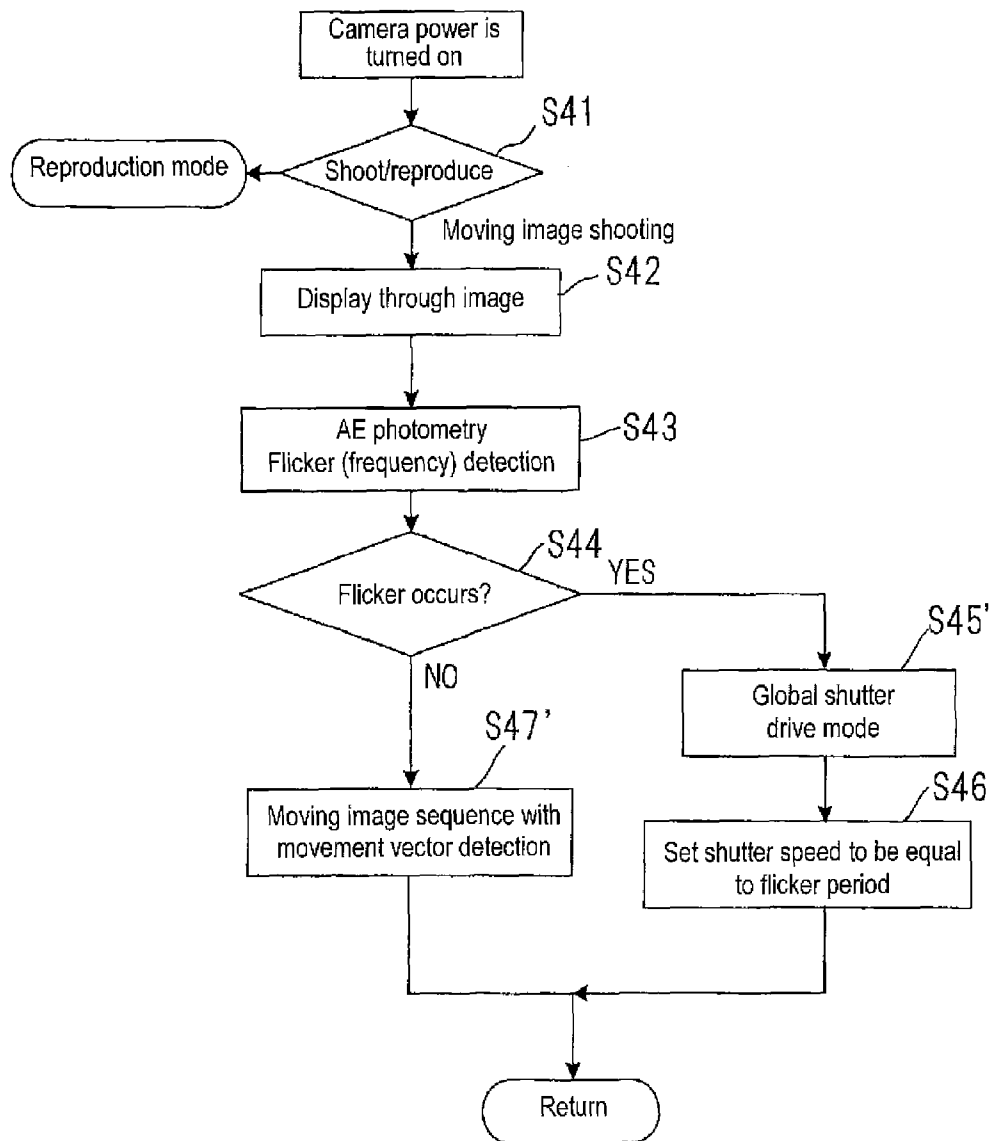 Camera power is
turned on
S41
Reproduction mode
Shoot/reproduce
Moving image shooting
S42
Display through image
S43
AE photometry
Flicker (frequency) detection
S44
YES
Flicker occurs?
S45'
NO
Global shutter
drive mode
S47'
S46
Moving image sequence with
movement vector detection
Set shutter speed to be equal
to flicker period
Return